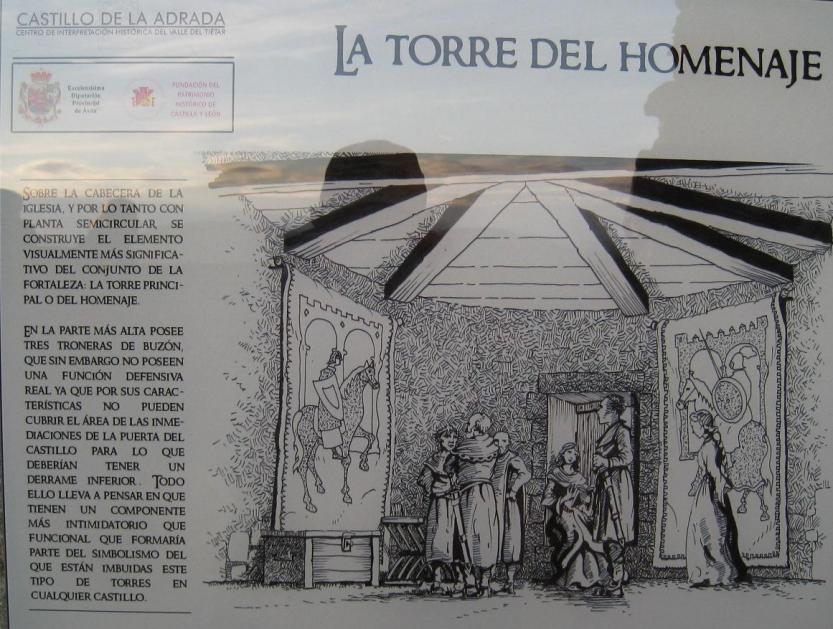 CASTILLO DE LA ADRADA
CENTRO DE INTERPRETACIÓN HISTÓRICA DEL VALLE DEL TIÉTAR
Excelentísima
Diputación
Provincial
de Ávila
FUNDACIÓN DEL
PATRIMONIO
HISTÓRICO DE
CASTILLA Y LEÓN
LA TORRE DEL HOMENAJE
SOBRE LA CABECERA DE LA
IGLESIA, Y POR LO TANTO CON
PLANTA SEMICIRCULAR, SE
CONSTRUYE EL ELEMENTO
VISUALMENTE MÁS SIGNIFICA-
TIVO DEL CONJUNTO DE LA
FORTALEZA: LA TORRE PRINCI-
PAL O DEL HOMENAJE.
EN LA PARTE MÁS ALTA POSEE
TRES TRONERAS DE BUZÓN,
QUE SIN EMBARGO NO POSEEN
UNA FUNCIÓN DEFENSIVA
REAL YA QUE POR SUS CARAC-
TERÍSTICAS NO PUEDEN
CUBRIR EL ÁREA DE LAS INME-
DIACIONES DE LA PUERTA DEL
CASTILLO PARA LO QUE
DEBERÍAN TENER UN
DERRAME INFERIOR. TODO
ELLO LLEVA A PENSAR EN QUE
TIENEN UN COMPONENTE
MÁS INTIMIDATORIO QUE
FUNCIONAL QUE FORMARÍA
PARTE DEL SIMBOLISMO DEL
QUE ESTÁN IMBUIDAS ESTE
TIPO DE TORRES EN
CUALQUIER CASTILLO.